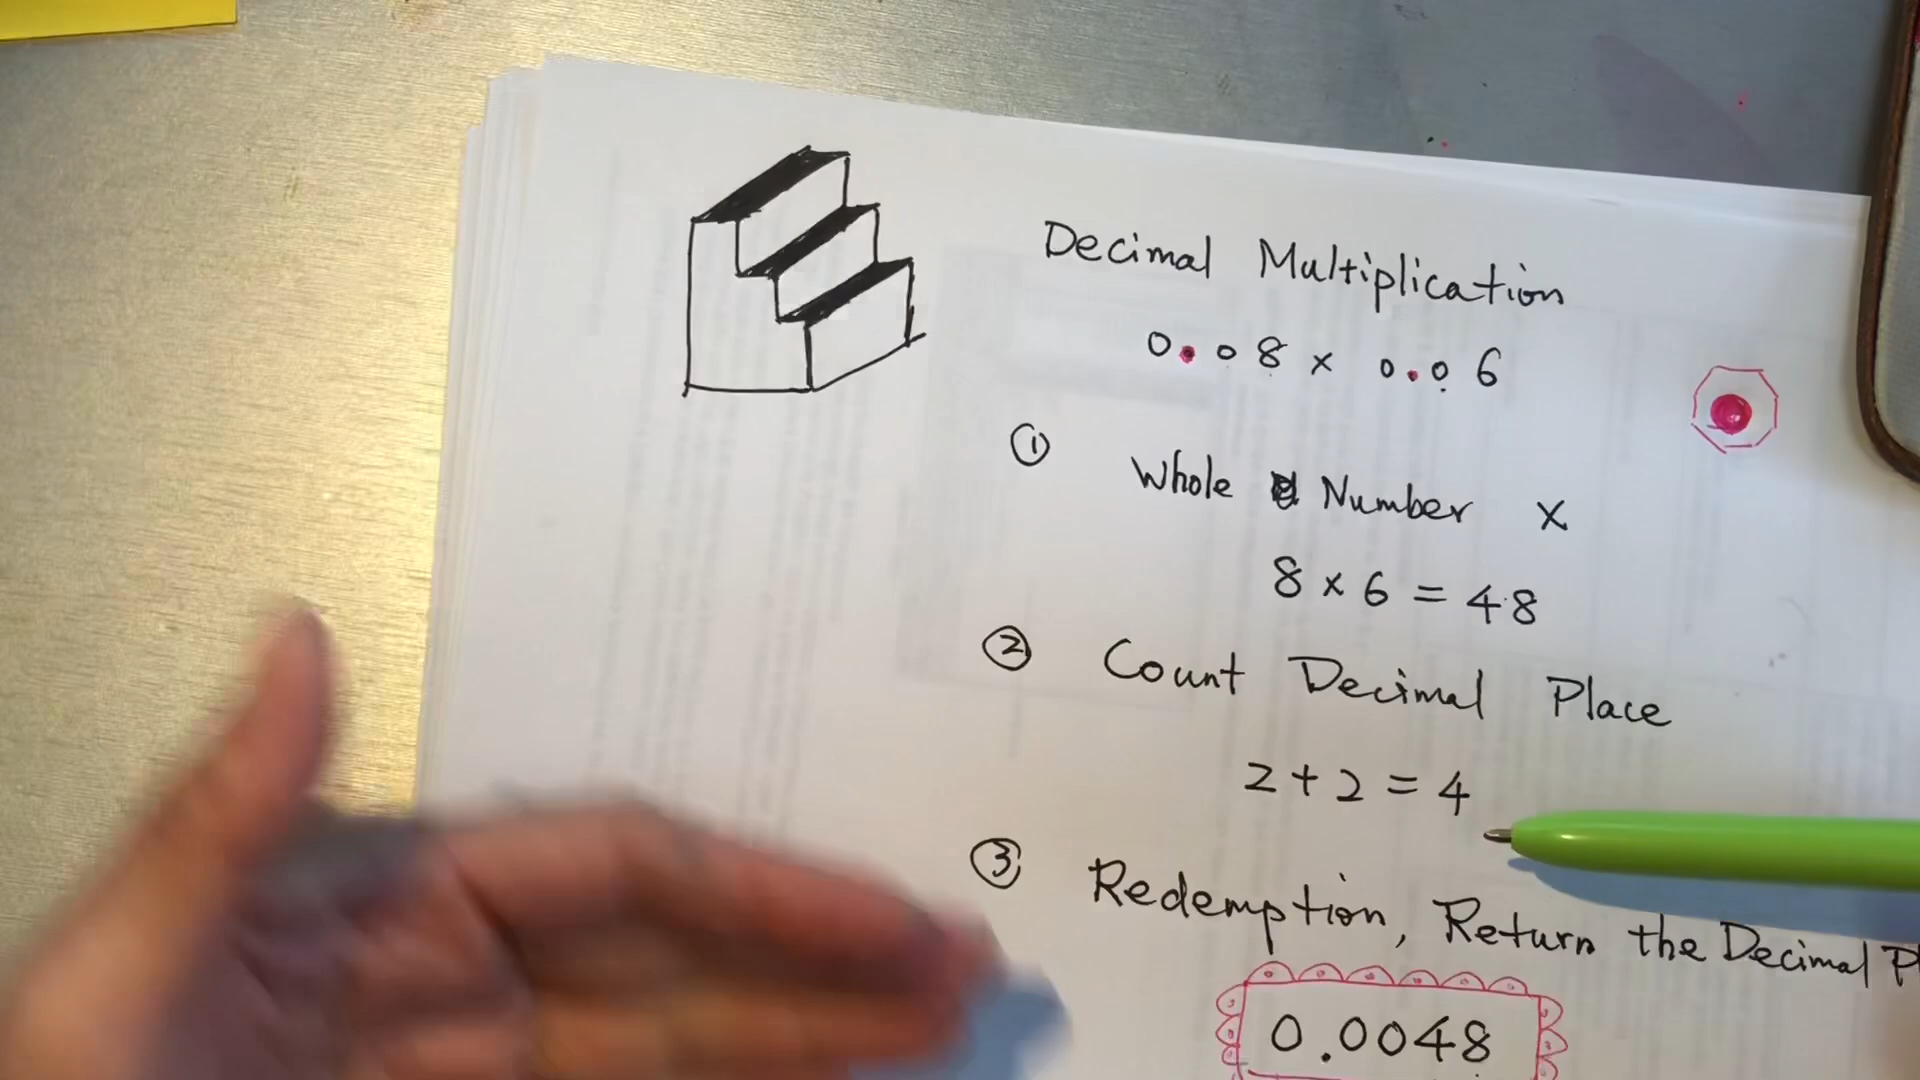 Decimal Multiplication
0.08 × 0.06
① Whole Number ×
8 × 6 = 48
② Count Decimal Place
2 + 2 = 4
③ Redemption, Return the Decimal
0.0048